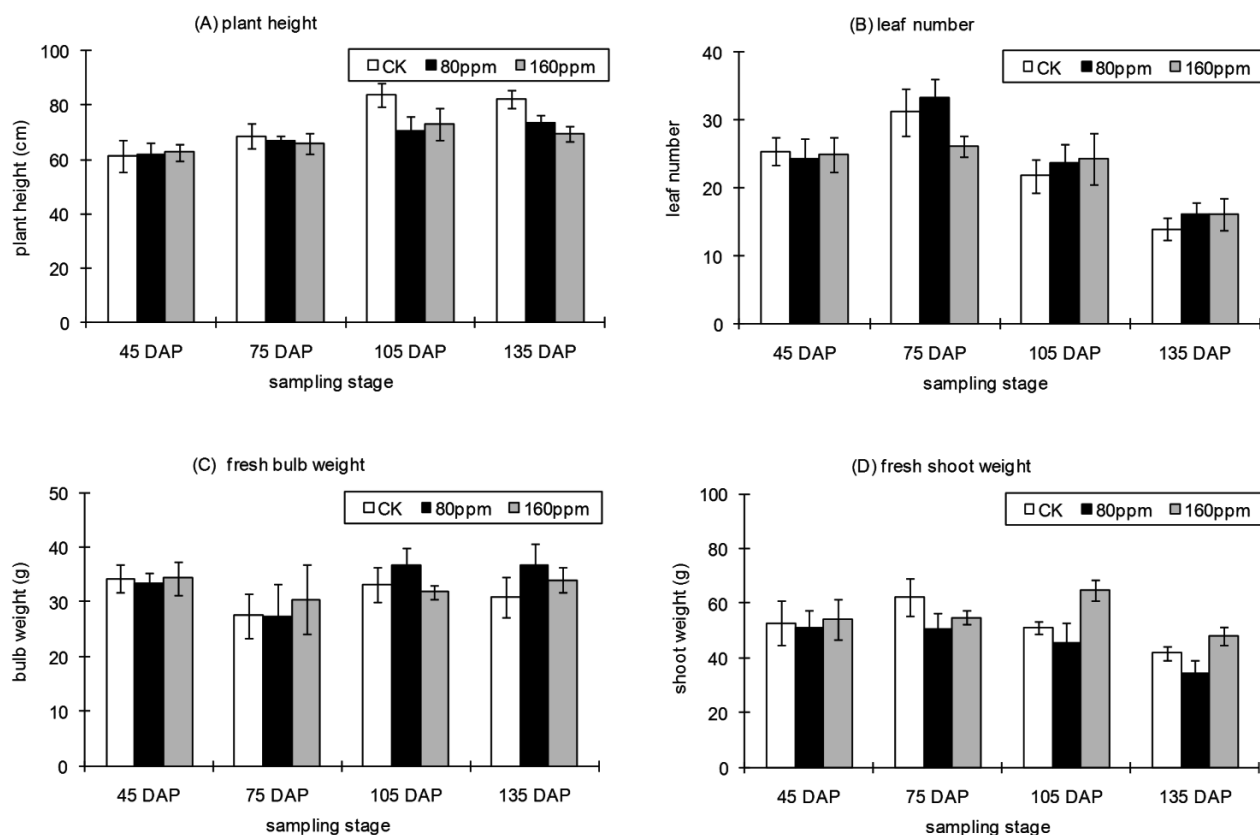 (A) plant height
CK 80ppm 160ppm
100
80
60
40
20
0
plant height (cm)
45 DAP 75 DAP 105 DAP 135 DAP
sampling stage
(B) leaf number
CK 80ppm 160ppm
40
30
20
10
0
leaf number
45 DAP 75 DAP 105 DAP 135 DAP
sampling stage
(C) fresh bulb weight
CK 80ppm 160ppm
50
40
30
20
10
0
bulb weight (g)
45 DAP 75 DAP 105 DAP 135 DAP
sampling stage
(D) fresh shoot weight
CK 80ppm 160ppm
100
80
60
40
20
0
shoot weight (g)
45 DAP 75 DAP 105 DAP 135 DAP
sampling stage